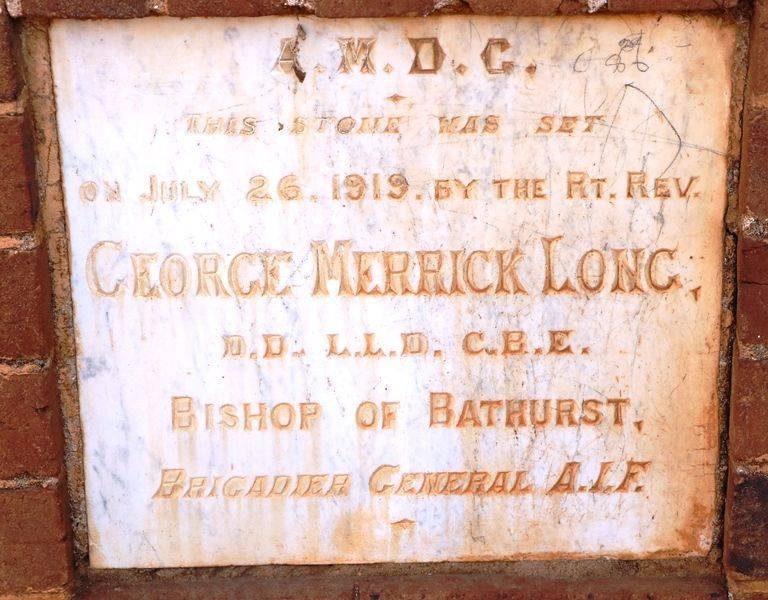 A.M.D.G.
THIS STONE WAS SET
ON JULY 26. 1919. BY THE RT. REV.
GEORGE MERRICK LONG,
D.D. L.L.D. C.B.E.
BISHOP OF BATHURST,
BRIGADIER GENERAL A.I.F.